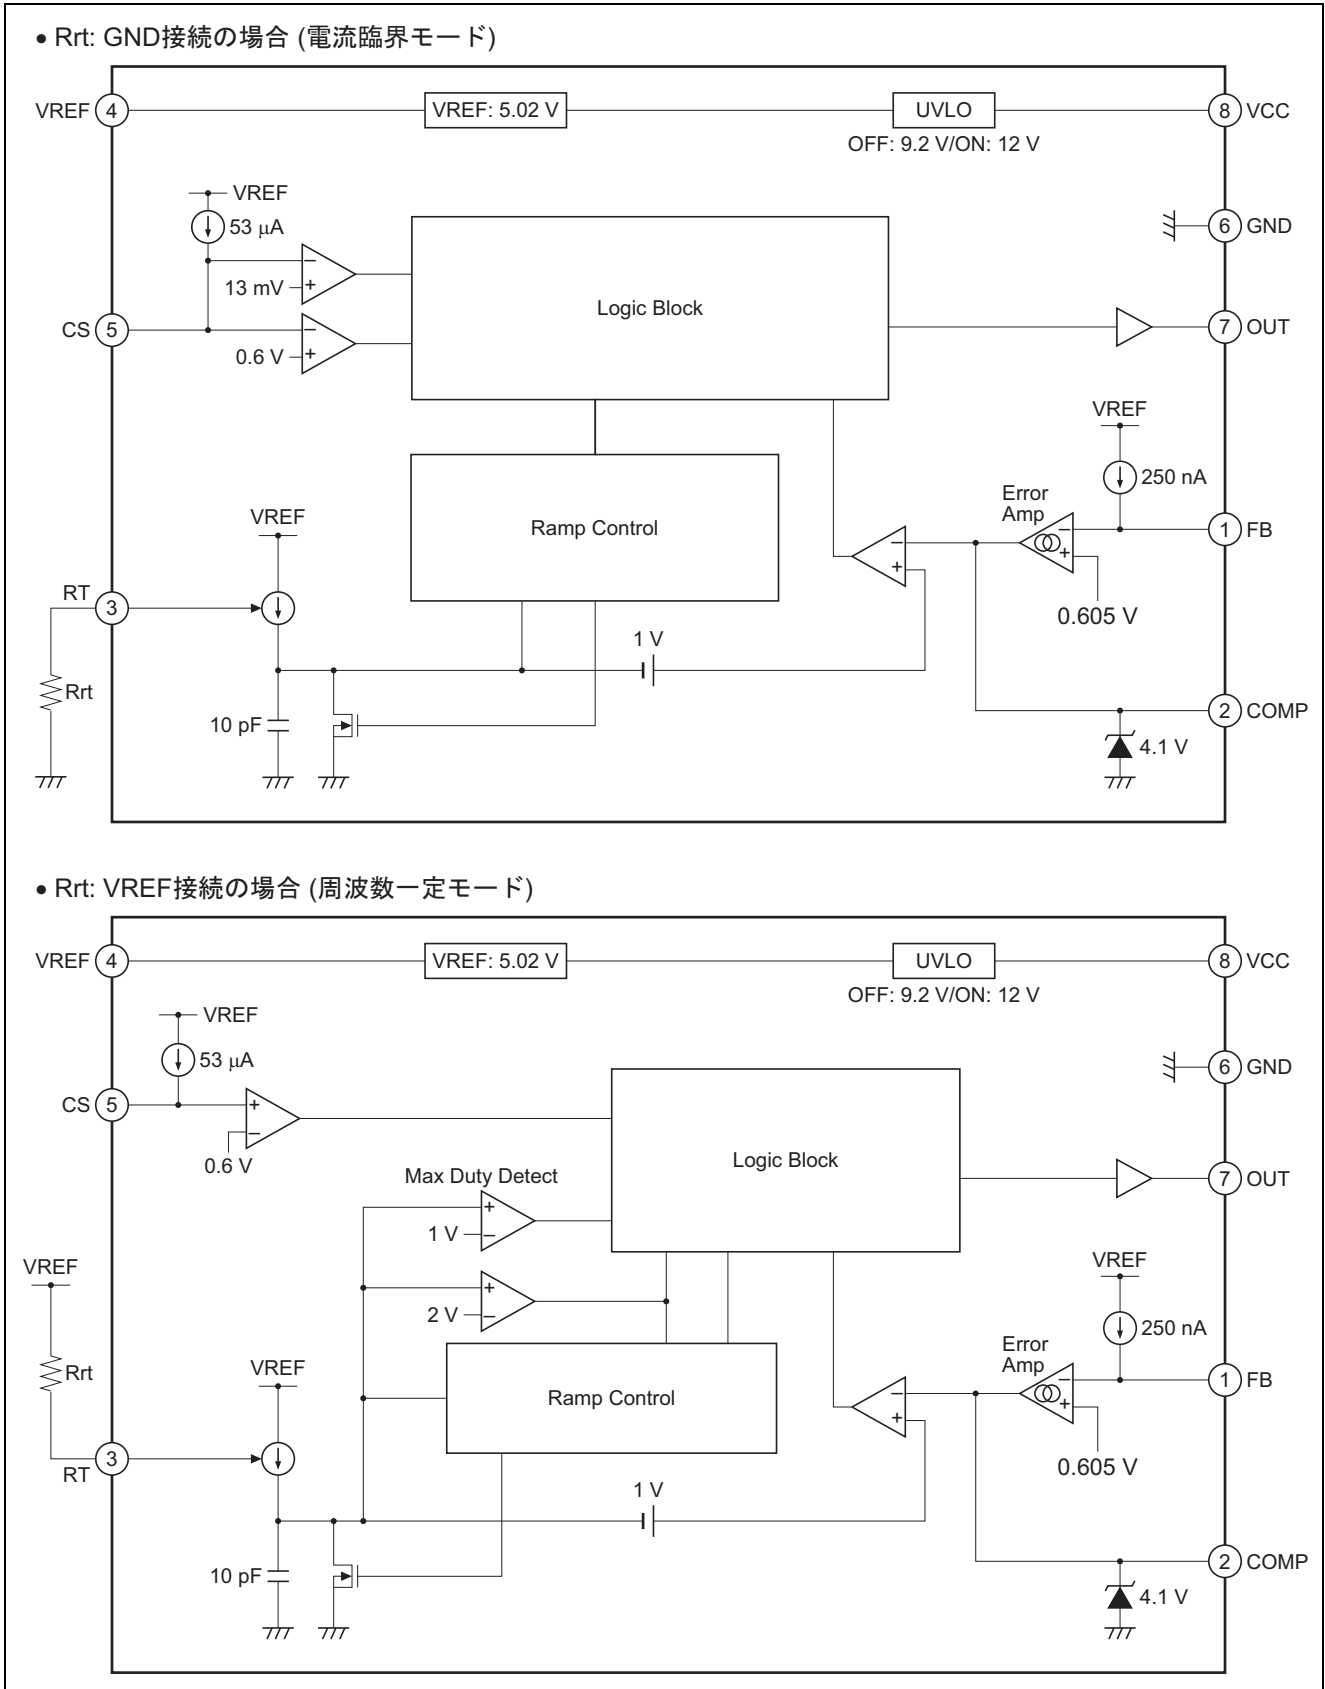 • Rrt: GND接続の場合 (電流臨界モード)
VREF 4 VREF: 5.02 V UVLO 8 VCC
OFF: 9.2 V/ON: 12 V
VREF
53 μA
6 GND
−
13 mV +
Logic Block
CS 5 −
0.6 V +
7 OUT
VREF
250 nA
Error
Amp
VREF
Ramp Control
− − 1 FB
+ +
RT
3
0.605 V
1 V
Rrt
10 pF
2 COMP
4.1 V
• Rrt: VREF接続の場合 (周波数一定モード)
VREF 4 VREF: 5.02 V UVLO 8 VCC
OFF: 9.2 V/ON: 12 V
VREF
53 μA
6 GND
CS 5 +
−
0.6 V
Logic Block
Max Duty Detect
+
1 V −
7 OUT
VREF
VREF
+
2 V −
250 nA
Error
Amp
Rrt
VREF
Ramp Control
− − 1 FB
+ +
3
RT
0.605 V
1 V
10 pF
2 COMP
4.1 V